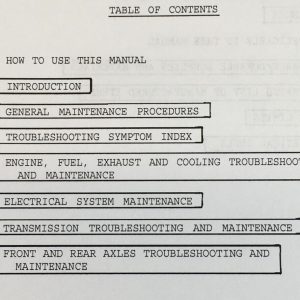 TABLE OF CONTENTS
HOW TO USE THIS MANUAL
INTRODUCTION
GENERAL MAINTENANCE PROCEDURES
TROUBLESHOOTING SYMPTOM INDEX
ENGINE, FUEL, EXHAUST AND COOLING TROUBLESHOO
AND MAINTENANCE
ELECTRICAL SYSTEM MAINTENANCE
TRANSMISSION TROUBLESHOOTING AND MAINTENANCE
FRONT AND REAR AXLES TROUBLESHOOTING AND
MAINTENANCE